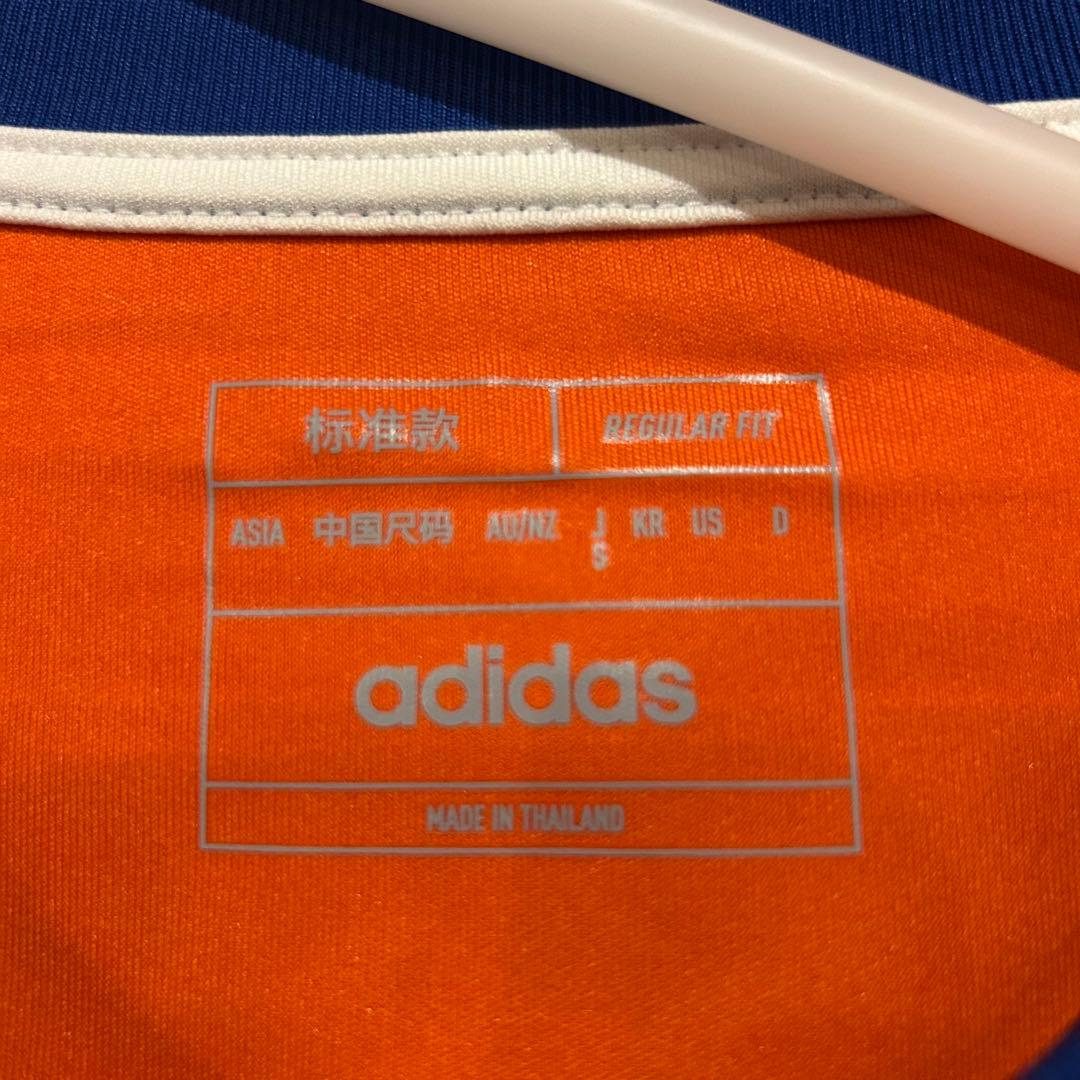 标准款 REGULAR FIT
ASIA 中国尺码 AU/NZ J KR US D
S
adidas
MADE IN THAILAND